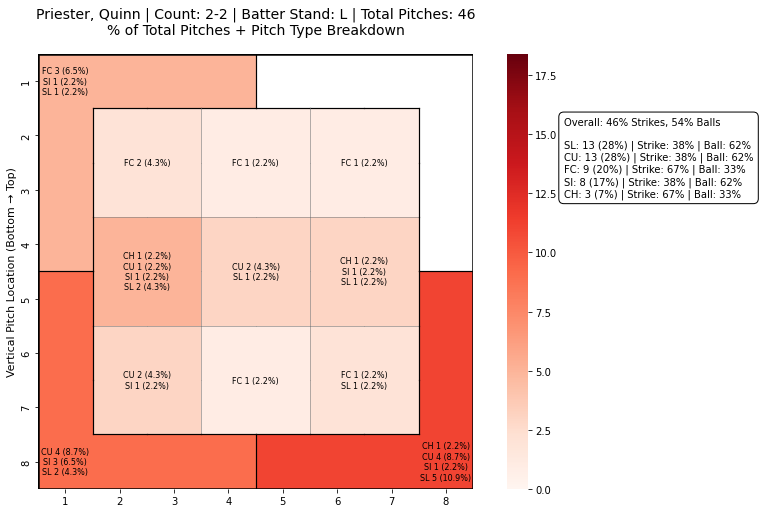 Priester, Quinn | Count: 2-2 | Batter Stand: L | Total Pitches: 46
% of Total Pitches + Pitch Type Breakdown
FC 3 (6.5%)
SI 1 (2.2%)
SL 1 (2.2%)
FC 2 (4.3%)
FC 1 (2.2%)
FC 1 (2.2%)
CH 1 (2.2%)
CU 1 (2.2%)
SI 1 (2.2%)
SL 2 (4.3%)
CU 2 (4.3%)
SL 1 (2.2%)
CH 1 (2.2%)
SI 1 (2.2%)
SL 1 (2.2%)
CU 2 (4.3%)
SI 1 (2.2%)
FC 1 (2.2%)
FC 1 (2.2%)
SL 1 (2.2%)
CU 4 (8.7%)
SI 3 (6.5%)
SL 2 (4.3%)
CH 1 (2.2%)
CU 4 (8.7%)
SI 1 (2.2%)
SL 5 (10.9%)
Vertical Pitch Location (Bottom → Top)
1
2
3
4
5
6
7
8
1
2
3
4
5
6
7
8
17.5
15.0
12.5
10.0
7.5
5.0
2.5
0.0
Overall: 46% Strikes, 54% Balls
SL: 13 (28%) | Strike: 38% | Ball: 62%
CU: 13 (28%) | Strike: 38% | Ball: 62%
FC: 9 (20%) | Strike: 67% | Ball: 33%
SI: 8 (17%) | Strike: 38% | Ball: 62%
CH: 3 (7%) | Strike: 67% | Ball: 33%